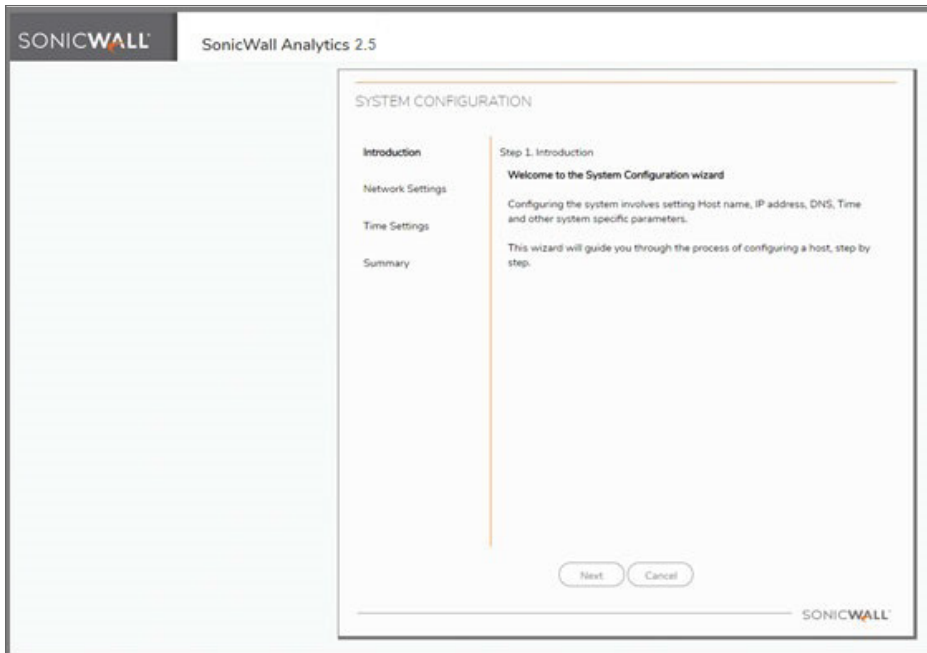 SONICWALL
SonicWall Analytics 2.5
SYSTEM CONFIGURATION
Introduction
Network Settings
Time Settings
Summary
Step 1. Introduction
Welcome to the System Configuration wizard
Configuring the system involves setting Host name, IP address, DNS, Time
and other system specific parameters.
This wizard will guide you through the process of configuring a host, step by
step.
Next
Cancel
SONICWALL